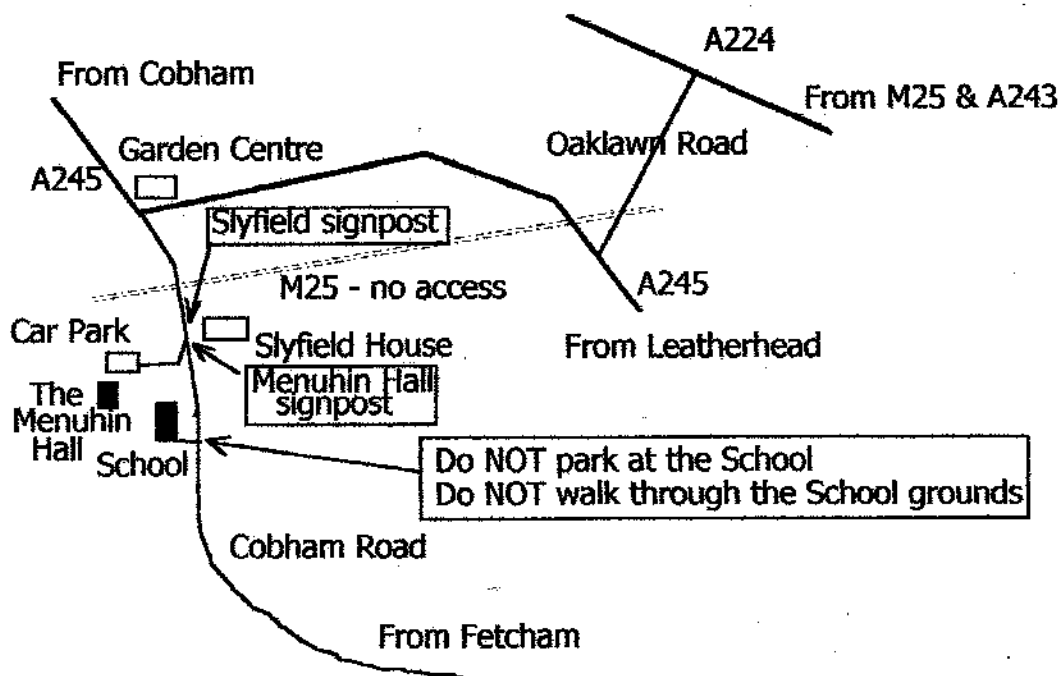 A224
From Cobham
From M25 & A243
Garden Centre
Oaklawn Road
A245
Slyfield signpost
M25 - no access
A245
Car Park
Slyfield House
From Leatherhead
The
Menuhin
Hall
Menuhin Hall
signpost
School
Do NOT park at the School
Do NOT walk through the School grounds
Cobham Road
From Fetcham